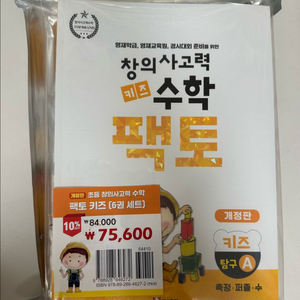 영재학급, 영재교육원, 경시대회 준비를 위한
창의사고력
키즈 수학
팩토
개정판
키즈
탐구 A
측정·퍼즐·수
개정판 초등 창의사고력 수학
팩토 키즈 (6권 세트)
10% ₩ 84,000
₩ 75,600